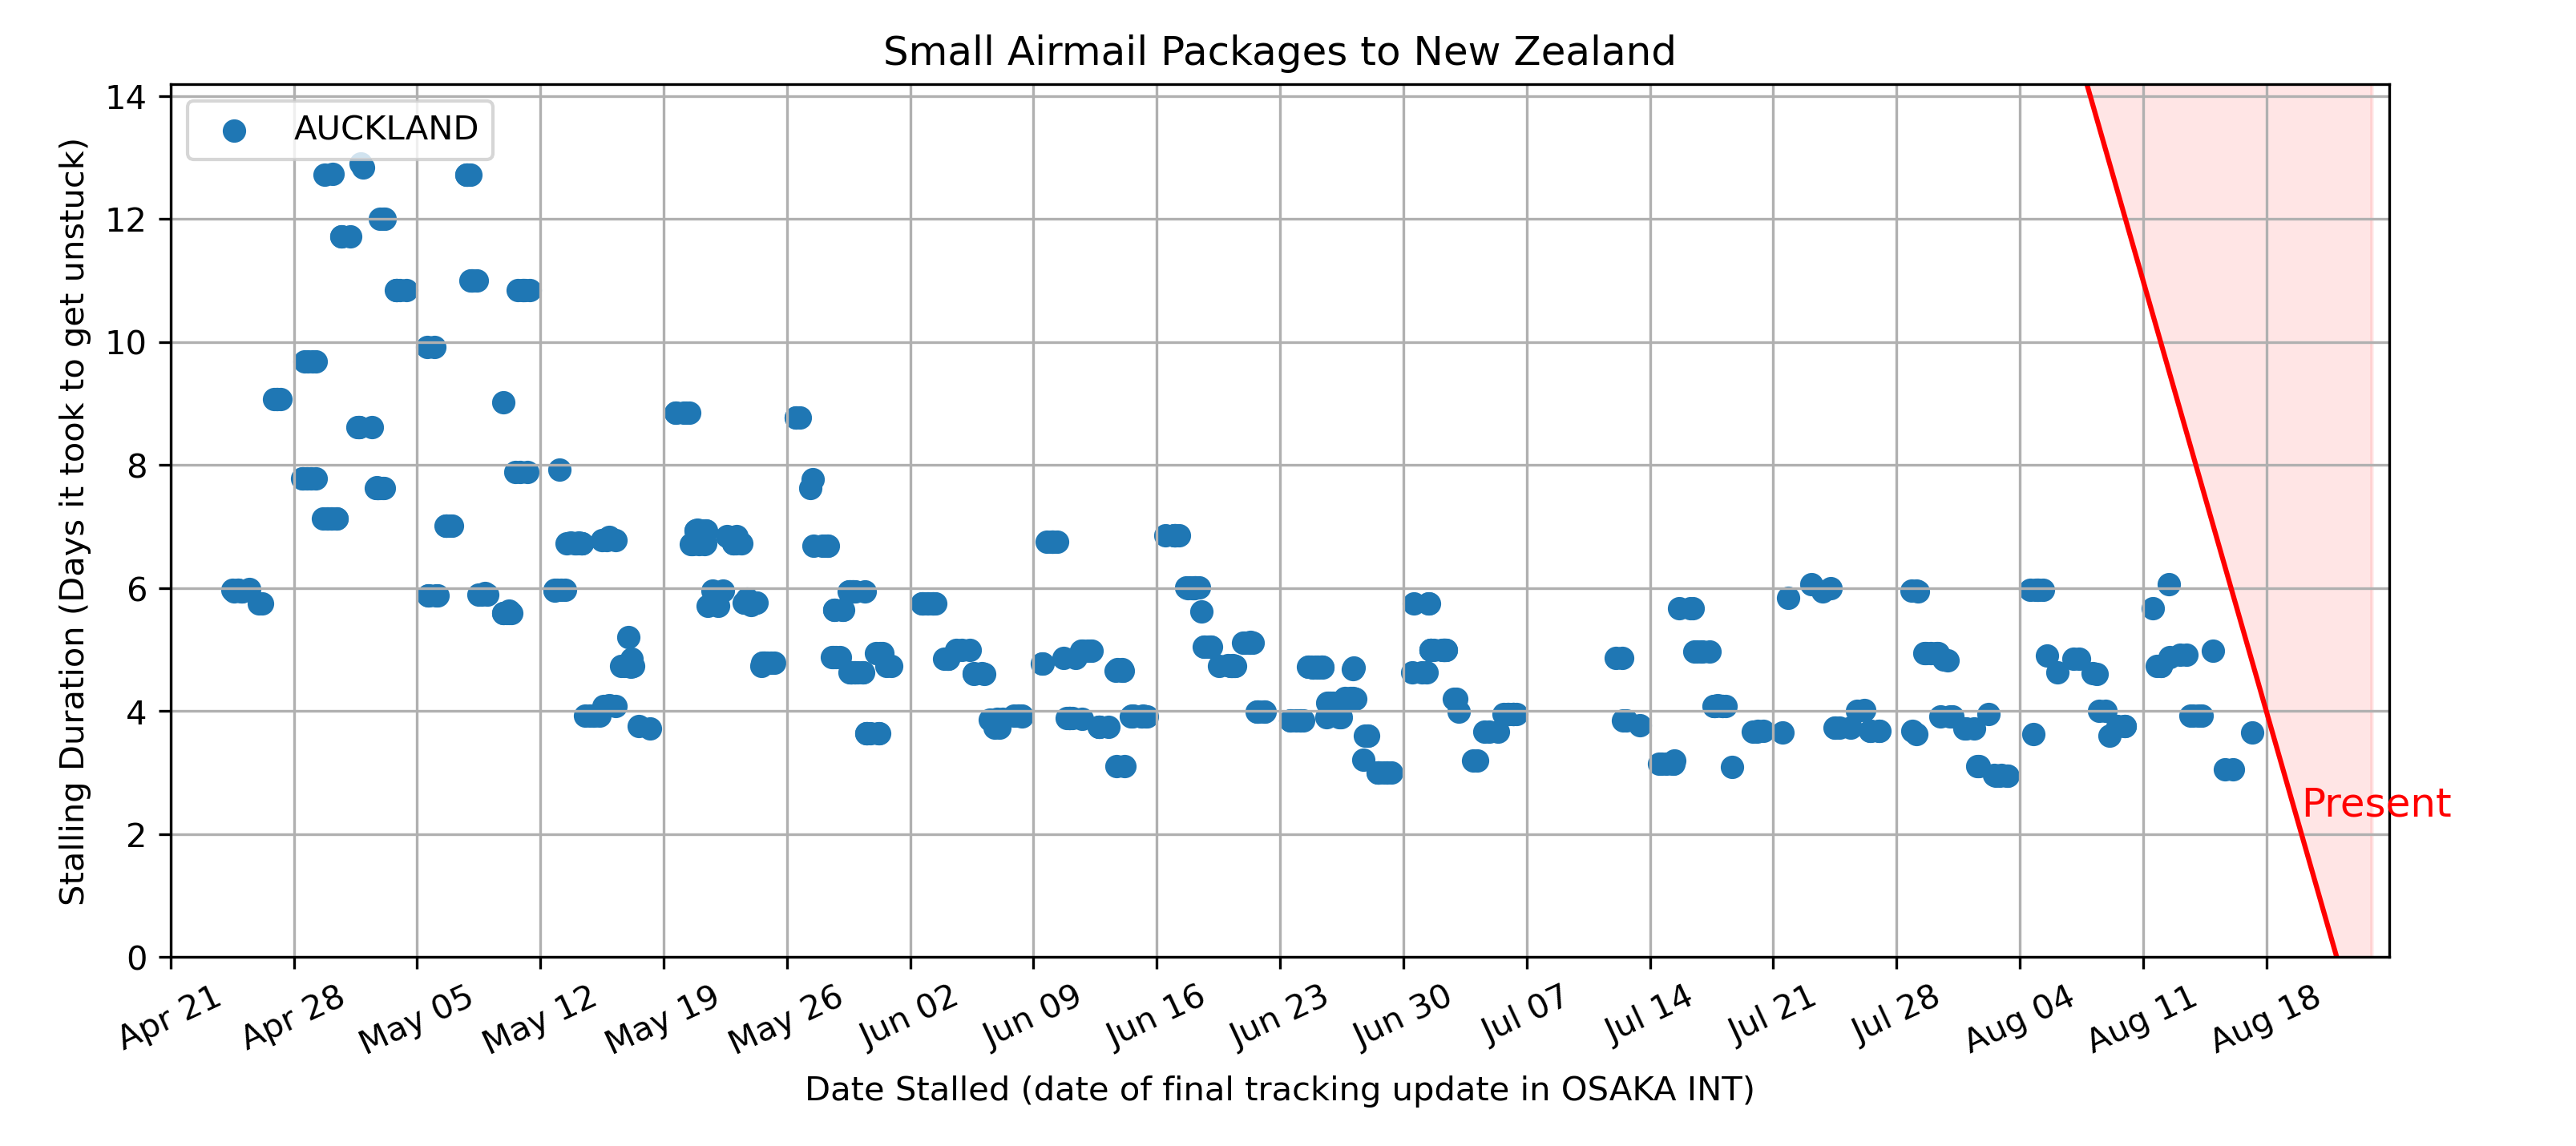 Small Airmail Packages to New Zealand
AUCKLAND
Stalling Duration (Days it took to get unstuck)
14
12
10
8
6
4
2
0
Present
Apr 21
Apr 28
May 05
May 12
May 19
May 26
Jun 02
Jun 09
Jun 16
Jun 23
Jun 30
Jul 07
Jul 14
Jul 21
Jul 28
Aug 04
Aug 11
Aug 18
Date Stalled (date of final tracking update in OSAKA INT)